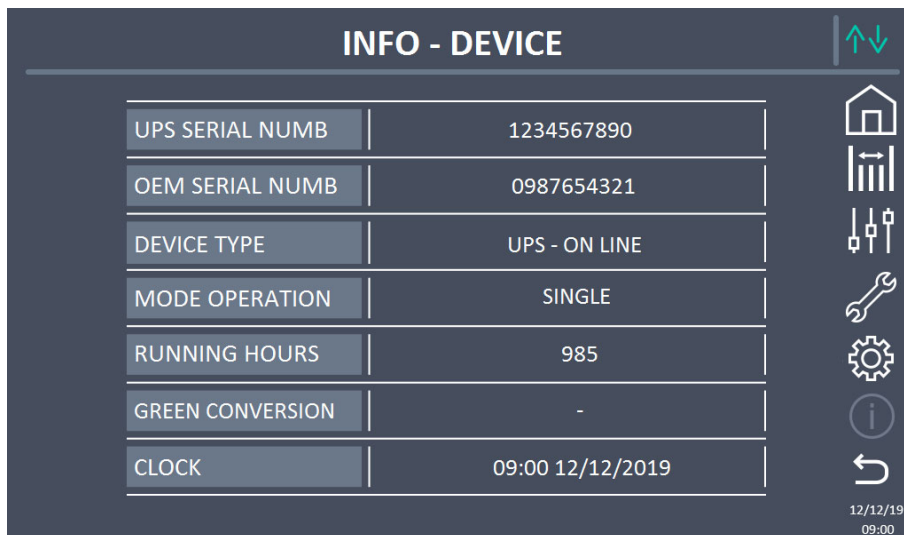 INFO - DEVICE
UPS SERIAL NUMB 1234567890
OEM SERIAL NUMB 0987654321
DEVICE TYPE UPS - ON LINE
MODE OPERATION SINGLE
RUNNING HOURS 985
GREEN CONVERSION -
CLOCK 09:00 12/12/2019
12/12/19
09:00